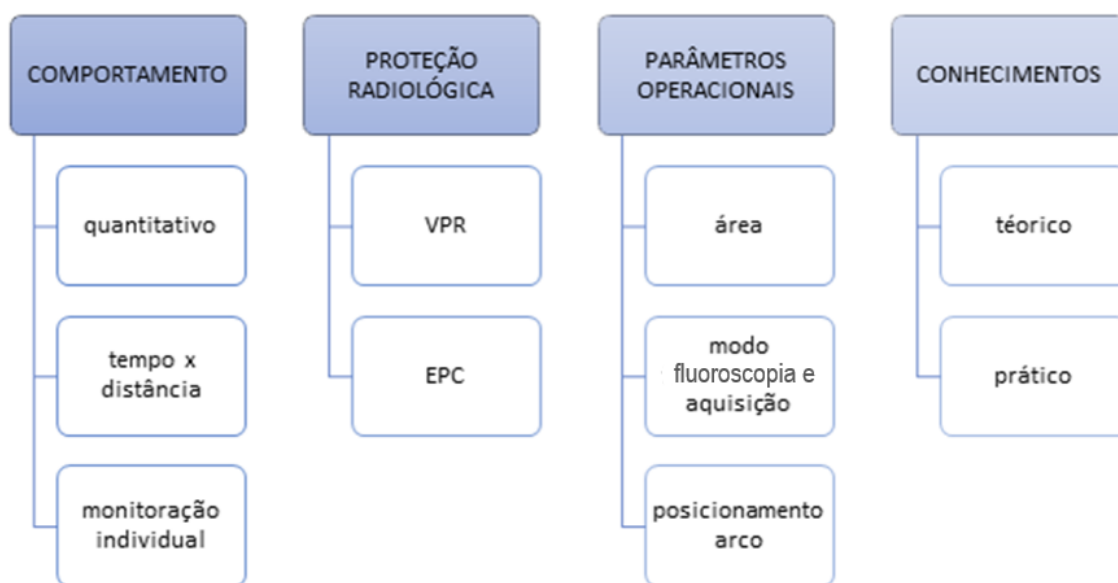 COMPORTAMENTO
quantitativo
tempo x
distância
monitoração
individual
PROTEÇÃO
RADIOLÓGICA
VPR
EPC
PARÂMETROS
OPERACIONAIS
área
modo
fluoroscopia e
aquisição
posicionamento
arco
CONHECIMENTOS
téorico
prático